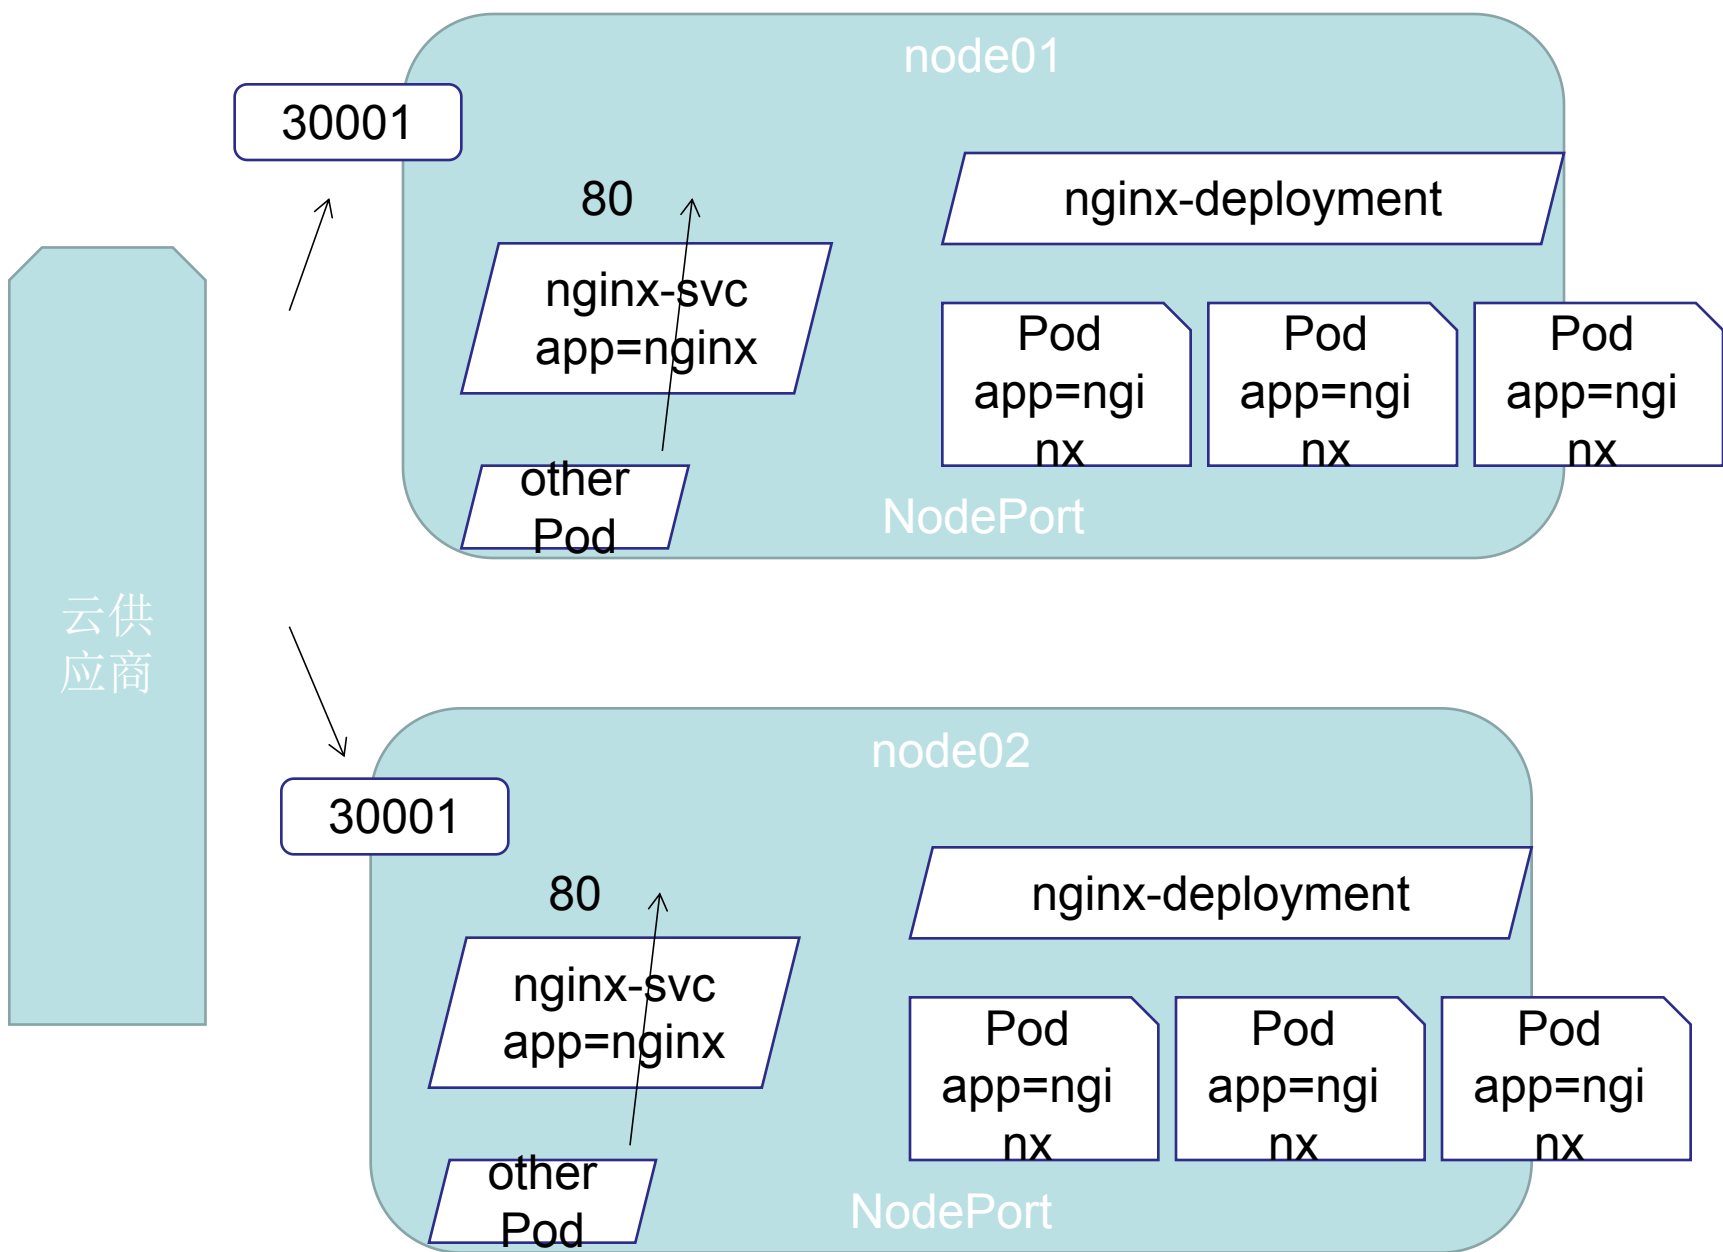 云供
应商
node01
30001
80
nginx-svc
app=nginx
other
Pod
nginx-deployment
Pod
app=ngi
nx
Pod
app=ngi
nx
Pod
app=ngi
nx
NodePort
node02
30001
80
nginx-svc
app=nginx
other
Pod
nginx-deployment
Pod
app=ngi
nx
Pod
app=ngi
nx
Pod
app=ngi
nx
NodePort